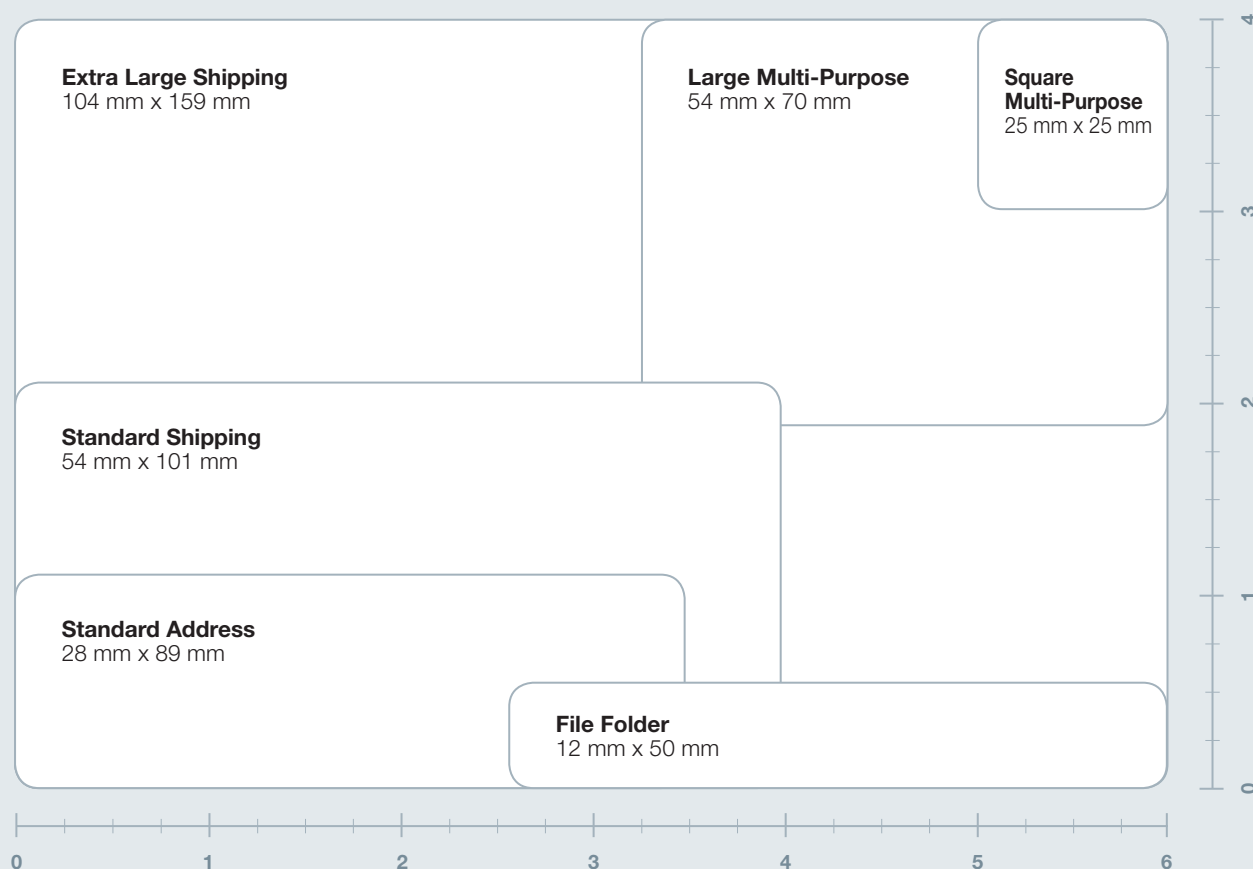 Extra Large Shipping
104 mm x 159 mm
Large Multi-Purpose
54 mm x 70 mm
Square
Multi-Purpose
25 mm x 25 mm
Standard Shipping
54 mm x 101 mm
Standard Address
28 mm x 89 mm
File Folder
12 mm x 50 mm
4
3
2
1
0
0
1
2
3
4
5
6